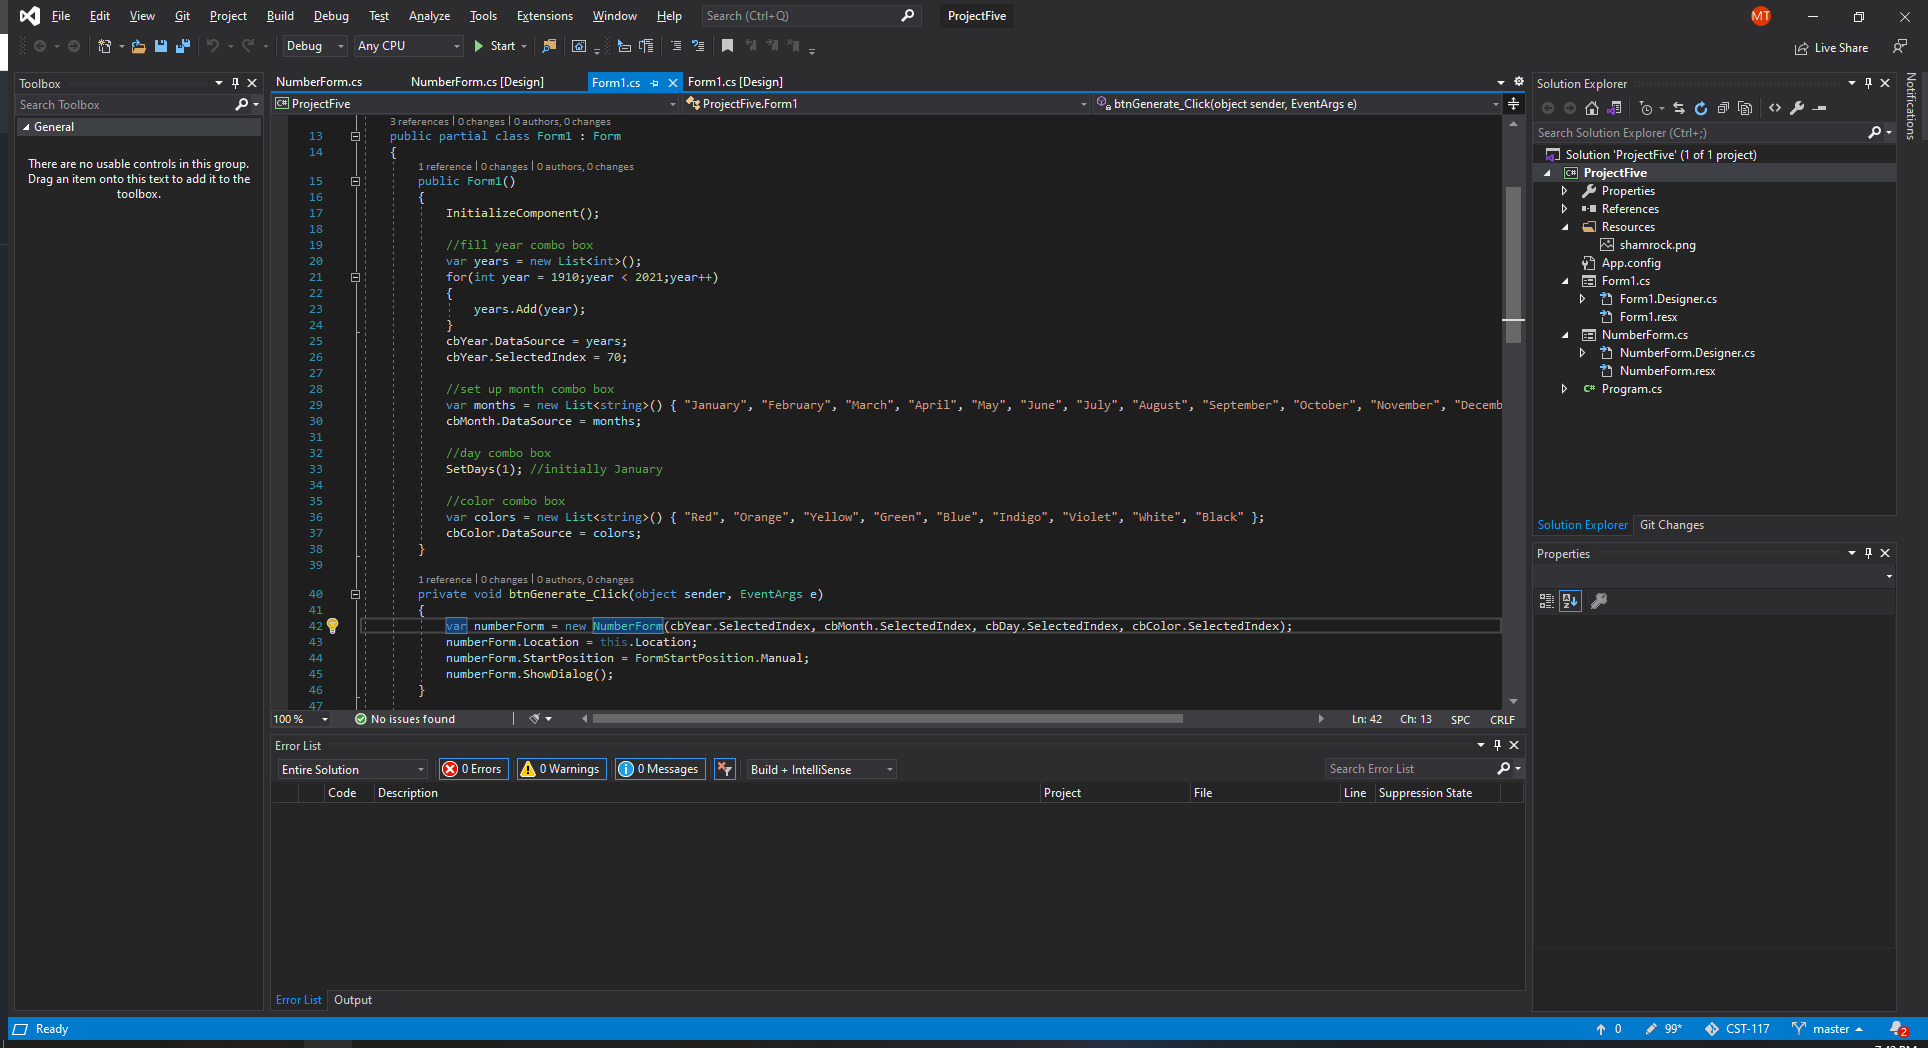 File Edit View Git Project Build Debug Test Analyze Tools Extensions Window Help Search (Ctrl+Q) ProjectFive MT
Debug Any CPU Start Live Share
Toolbox
Search Toolbox
General
There are no usable controls in this group.
Drag an item onto this text to add it to the
toolbox.
NumberForm.cs NumberForm.cs [Design] Form1.cs Form1.cs [Design]
C# ProjectFive ProjectFive.Form1 btnGenerate_Click(object sender, EventArgs e)
3 references | 0 changes | 0 authors, 0 changes
13 public partial class Form1 : Form
14 {
1 reference | 0 changes | 0 authors, 0 changes
15 public Form1()
16 {
17 InitializeComponent();
18
19 //fill year combo box
20 var years = new List<int>();
21 for(int year = 1910;year < 2021;year++)
22 {
23 years.Add(year);
24 }
25 cbYear.DataSource = years;
26 cbYear.SelectedIndex = 70;
27
28 //set up month combo box
29 var months = new List<string>() { "January", "February", "March", "April", "May", "June", "July", "August", "September", "October", "November", "Decemb
30 cbMonth.DataSource = months;
31
32 //day combo box
33 SetDays(1); //initially January
34
35 //color combo box
36 var colors = new List<string>() { "Red", "Orange", "Yellow", "Green", "Blue", "Indigo", "Violet", "White", "Black" };
37 cbColor.DataSource = colors;
38 }
39
1 reference | 0 changes | 0 authors, 0 changes
40 private void btnGenerate_Click(object sender, EventArgs e)
41 {
42 var numberForm = new NumberForm(cbYear.SelectedIndex, cbMonth.SelectedIndex, cbDay.SelectedIndex, cbColor.SelectedIndex);
43 numberForm.Location = this.Location;
44 numberForm.StartPosition = FormStartPosition.Manual;
45 numberForm.ShowDialog();
46 }
47
100 % No issues found Ln: 42 Ch: 13 SPC CRLF
Error List
Entire Solution 0 Errors 0 Warnings 0 Messages Build + IntelliSense Search Error List
Code Description Project File Line Suppression State
Error List Output
Solution Explorer
Search Solution Explorer (Ctrl+;)
Solution 'ProjectFive' (1 of 1 project)
C# ProjectFive
Properties
References
Resources
shamrock.png
App.config
Form1.cs
Form1.Designer.cs
Form1.resx
NumberForm.cs
NumberForm.Designer.cs
NumberForm.resx
C# Program.cs
Solution Explorer Git Changes
Properties
Notifications
Ready 0 99* CST-117 master 2